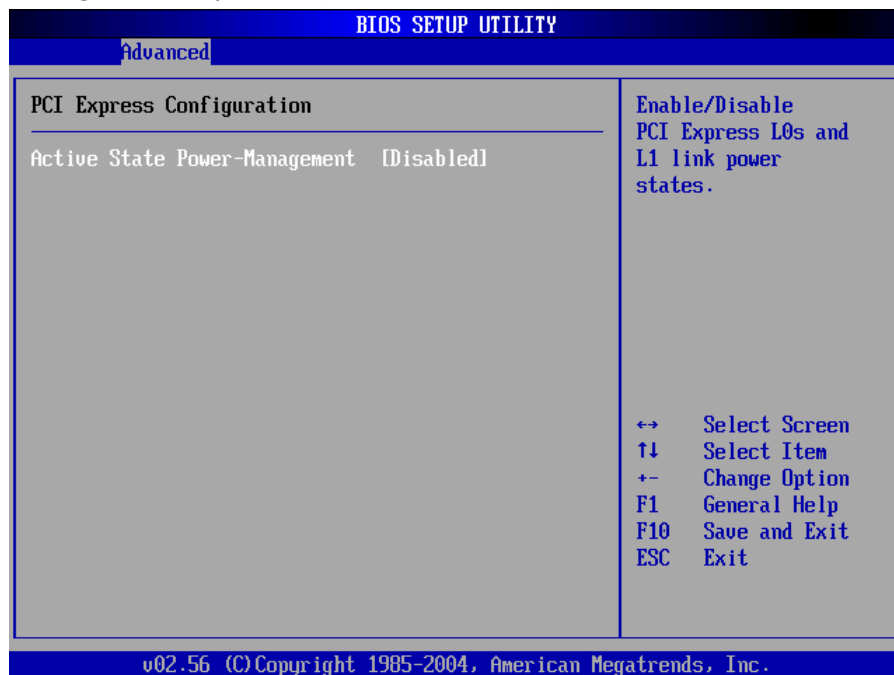 BIOS SETUP UTILITY
Advanced
PCI Express Configuration
Active State Power-Management [Disabled]
Enable/Disable
PCI Express L0s and
L1 link power
states.
↔ Select Screen
↑↓ Select Item
+- Change Option
F1 General Help
F10 Save and Exit
ESC Exit
v02.56 (C)Copyright 1985-2004, American Megatrends, Inc.